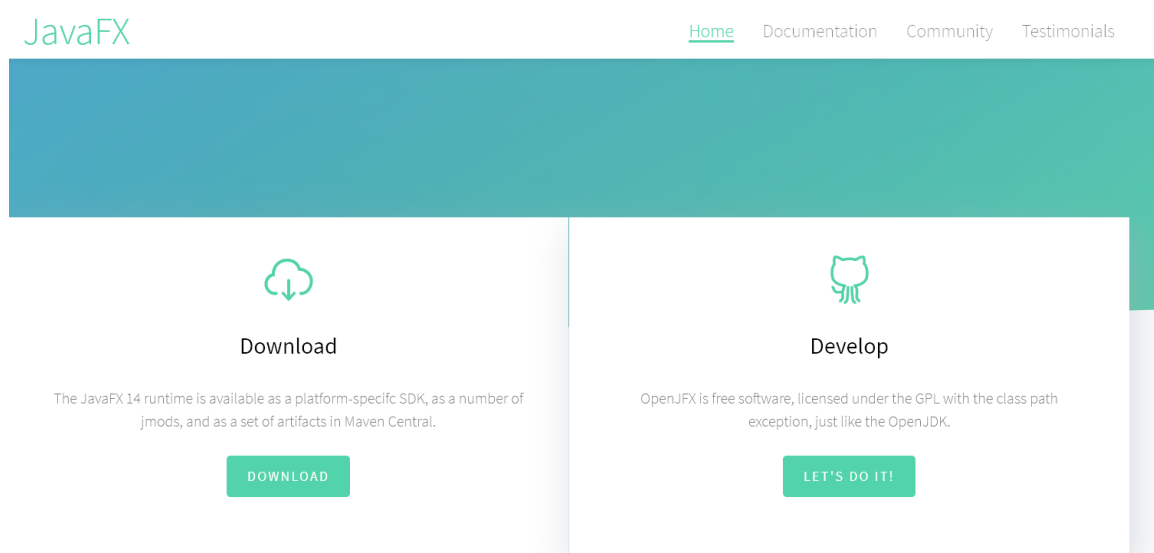 JavaFX
Home Documentation Community Testimonials
Download
The JavaFX 14 runtime is available as a platform-specifc SDK, as a number of
jmods, and as a set of artifacts in Maven Central.
DOWNLOAD
Develop
OpenJFX is free software, licensed under the GPL with the class path
exception, just like the OpenJDK.
LET'S DO IT!